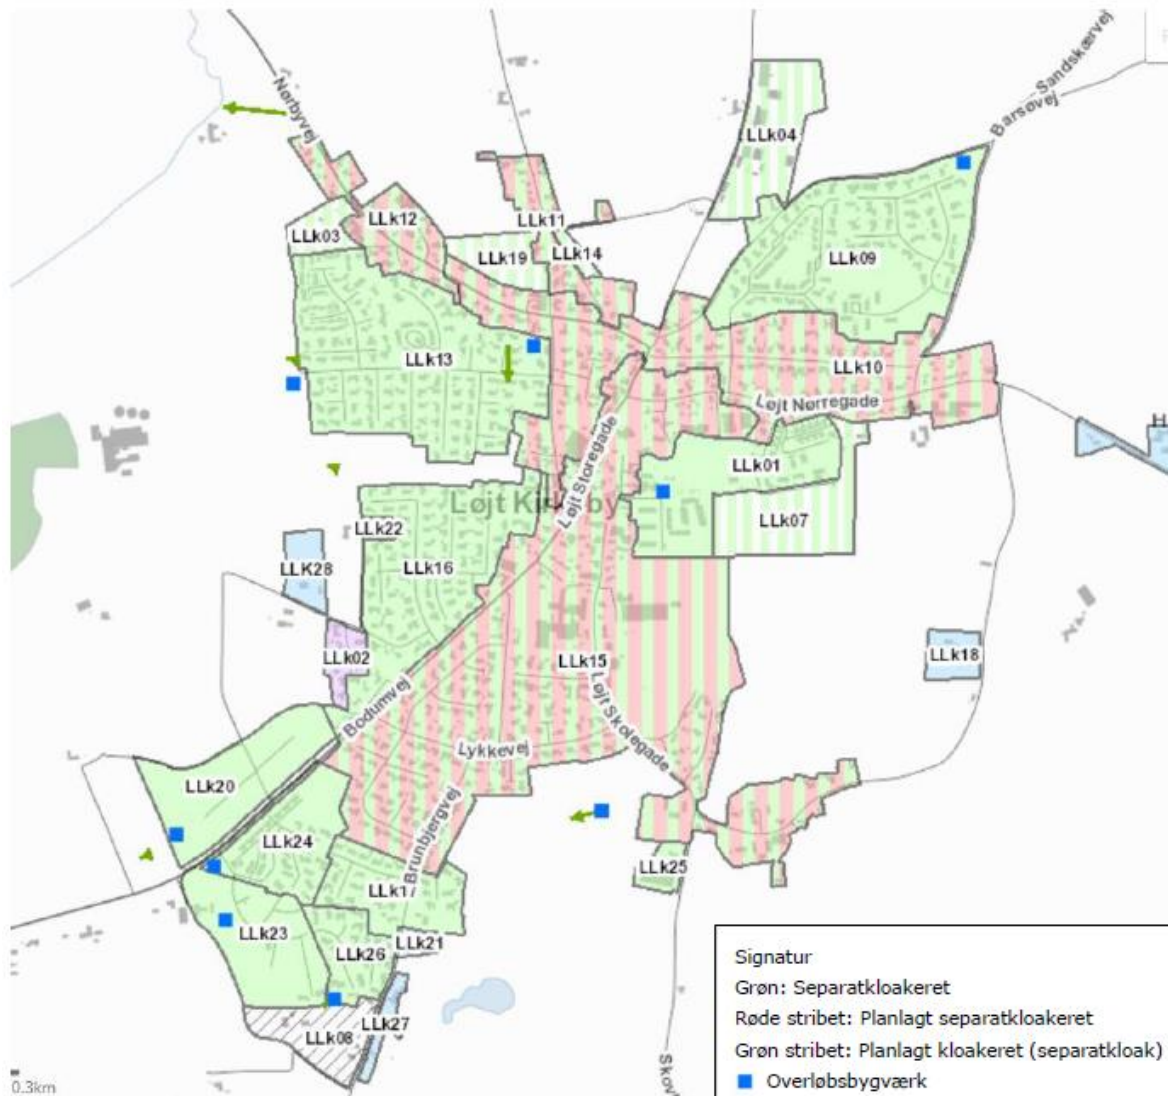 Sandskærvej
Barsøvej
Nørbyvej
LLk04
LLk12
LLk11
LLk03
LLk19
LLk14
LLk09
LLk13
LLk10
Løjt Nørregade
H
Løjt Storegade
LLk01
Løjt Kirkeby
LLk07
LLk22
LLK28
LLk16
LLk02
LLk15
LLk18
Løjt Skolegade
Bodumvej
Lykkevej
LLk20
LLk24
Brunbjergvej
LLk17
LLk25
LLk23
LLk21
LLk26
LLk27
LLk08
Skov
0.3km
Signatur
Grøn: Separatkloakeret
Røde stribet: Planlagt separatkloakeret
Grøn stribet: Planlagt kloakeret (separatkloak)
Overløbsbygværk